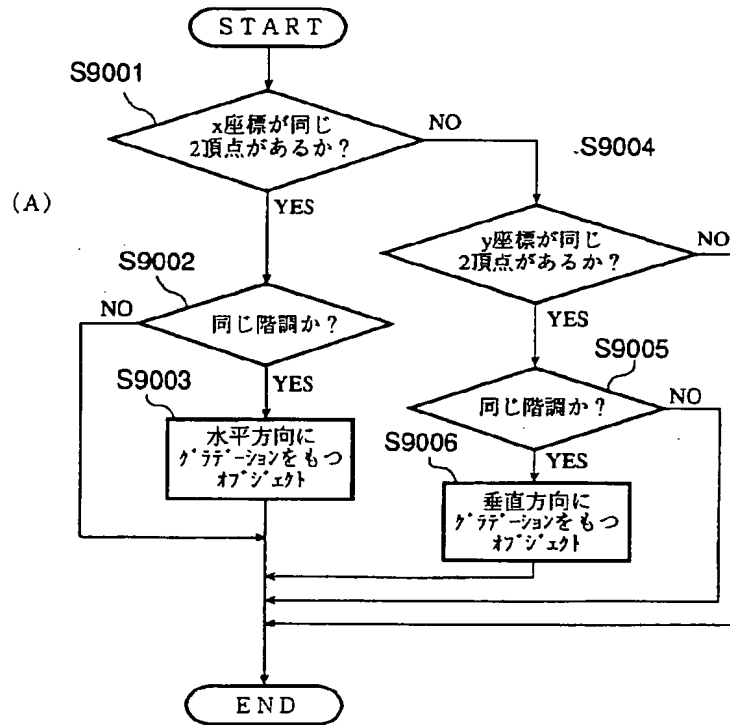 START
S9001
x座標が同じ
2頂点があるか？
NO
S9004
(A)
YES
y座標が同じ
2頂点があるか？
NO
S9002
NO
同じ階調か？
YES
S9005
S9003
YES
同じ階調か？
NO
水平方向に
ｸﾞﾗﾃﾞｰｼｮﾝをもつ
ｵﾌﾞｼﾞｪｸﾄ
S9006
YES
垂直方向に
ｸﾞﾗﾃﾞｰｼｮﾝをもつ
ｵﾌﾞｼﾞｪｸﾄ
END